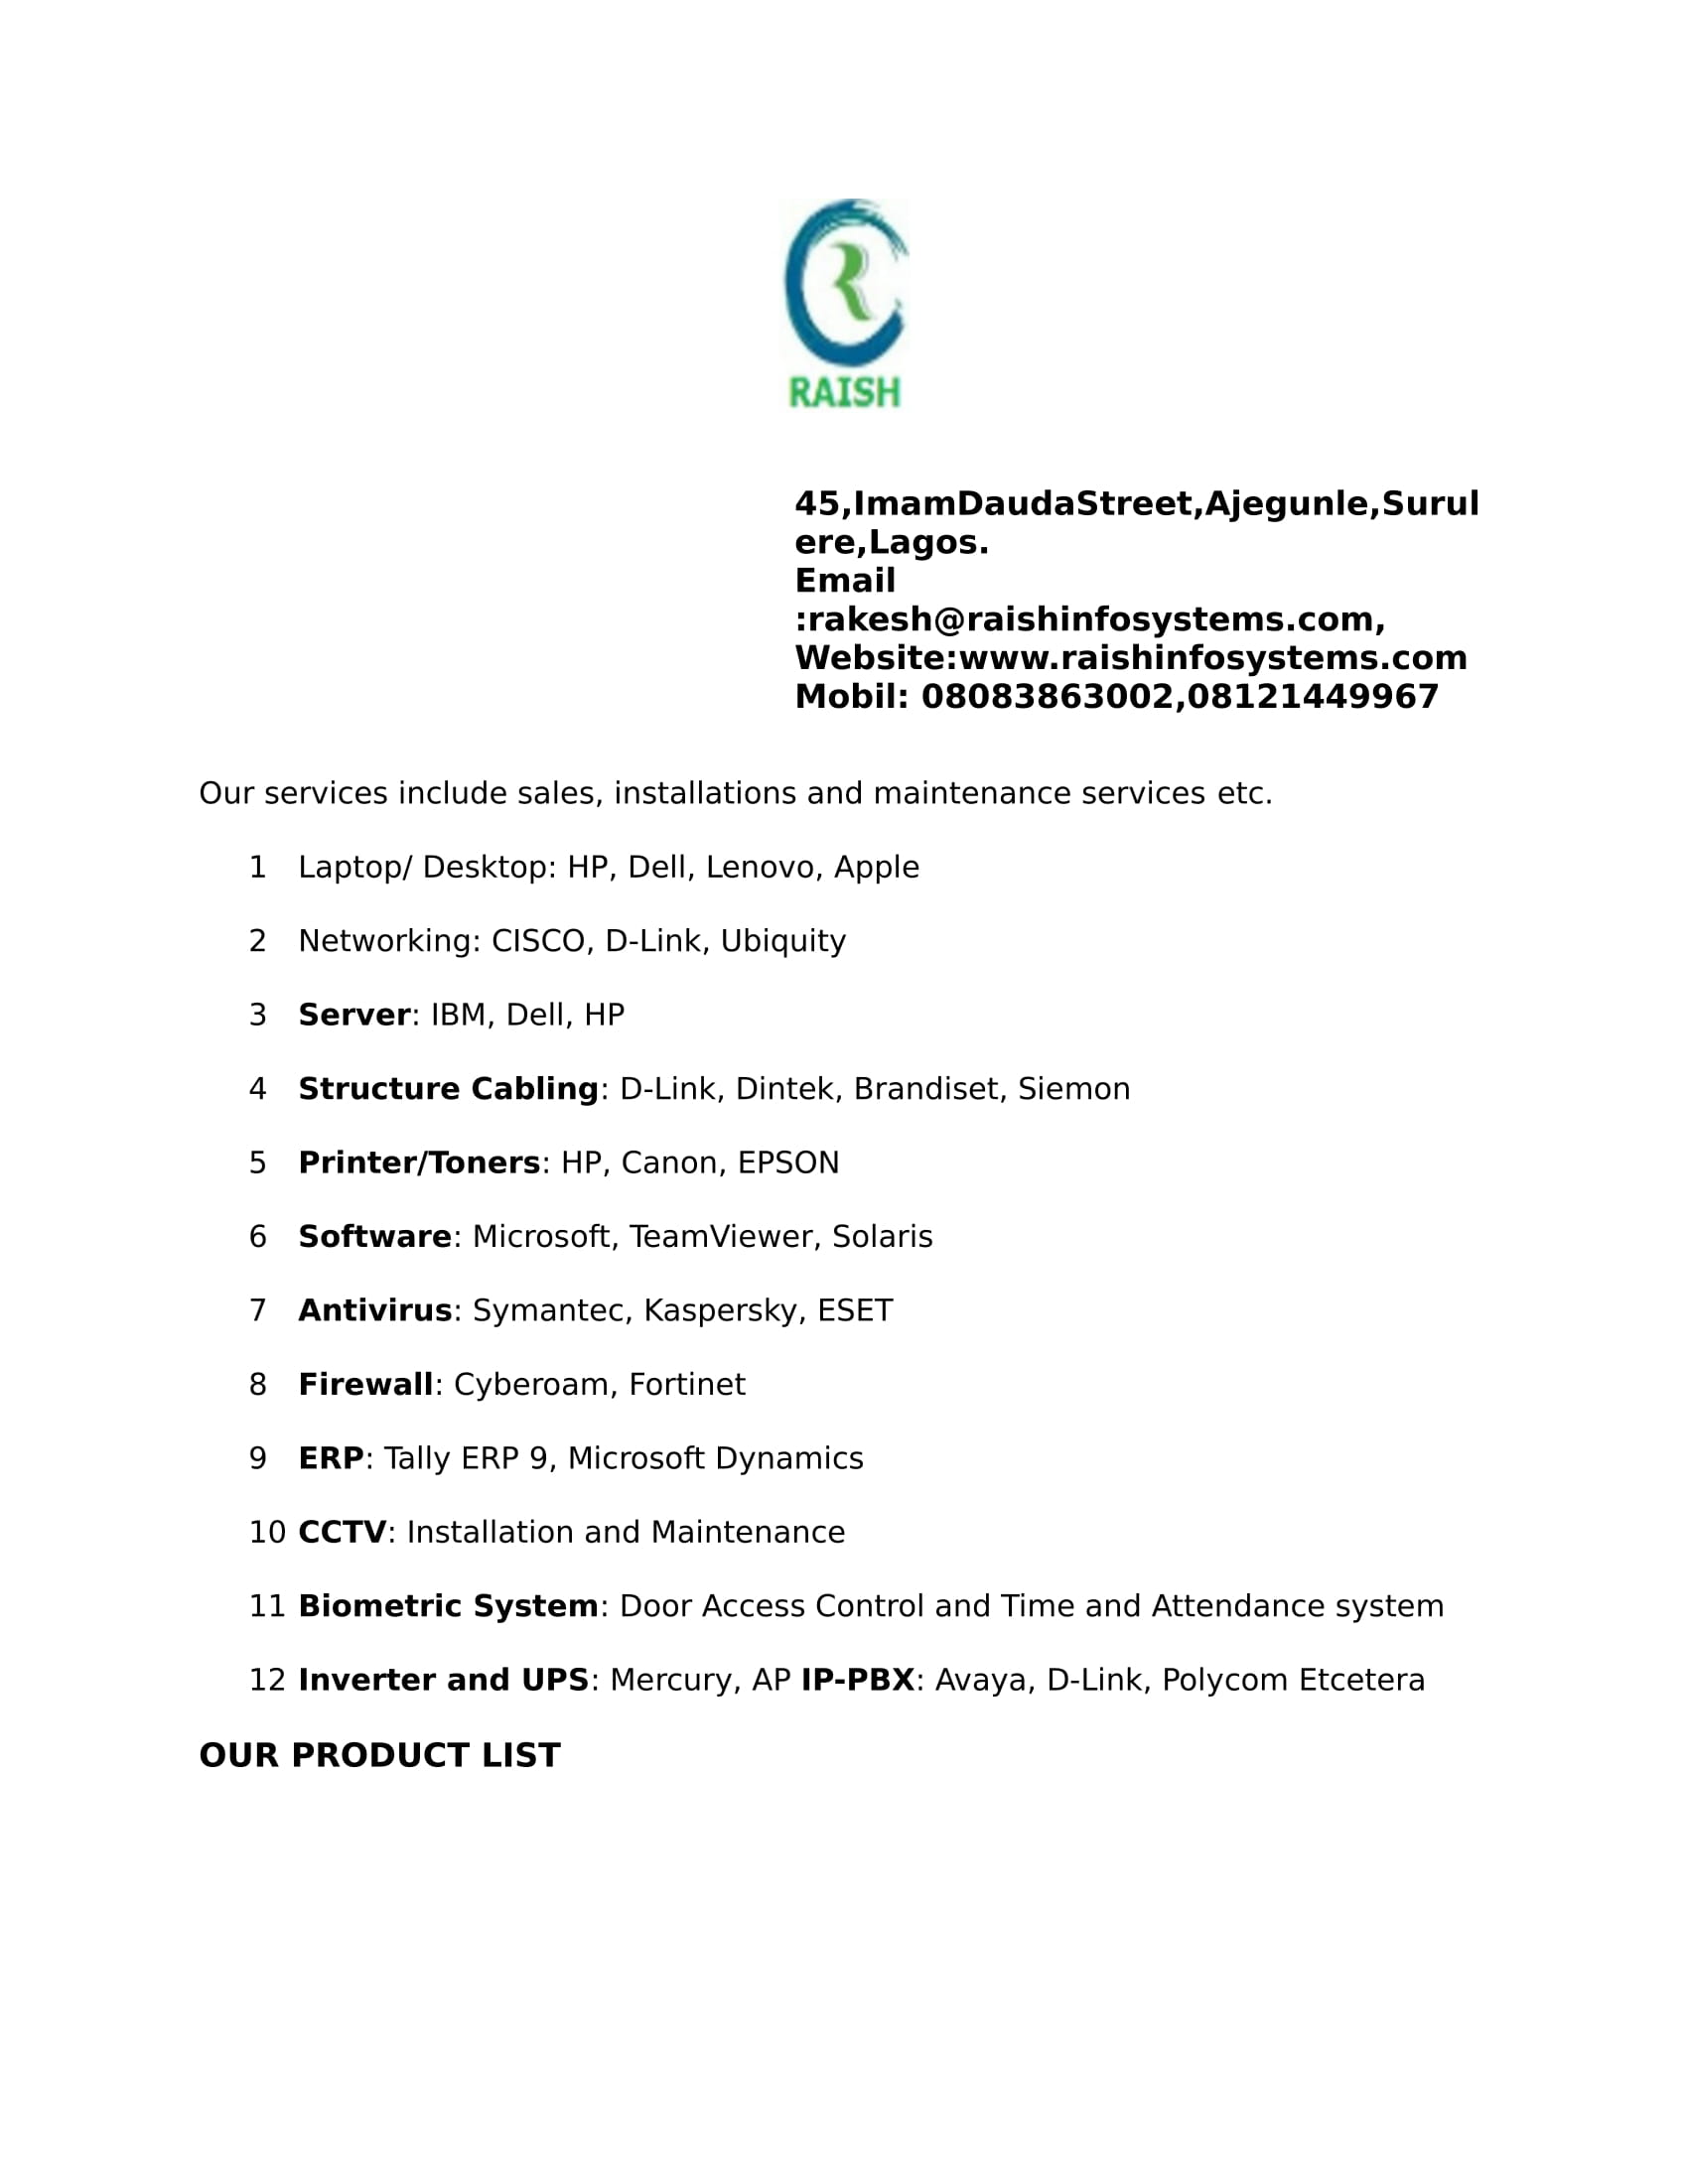 R
RAISH
45,ImamDaudaStreet,Ajegunle,Surul
ere,Lagos.
Email
:rakesh@raishinfosystems.com,
Website:www.raishinfosystems.com
Mobil: 08083863002,08121449967
Our services include sales, installations and maintenance services etc.
1 Laptop/ Desktop: HP, Dell, Lenovo, Apple
2 Networking: CISCO, D-Link, Ubiquity
3 Server: IBM, Dell, HP
4 Structure Cabling: D-Link, Dintek, Brandiset, Siemon
5 Printer/Toners: HP, Canon, EPSON
6 Software: Microsoft, TeamViewer, Solaris
7 Antivirus: Symantec, Kaspersky, ESET
8 Firewall: Cyberoam, Fortinet
9 ERP: Tally ERP 9, Microsoft Dynamics
10 CCTV: Installation and Maintenance
11 Biometric System: Door Access Control and Time and Attendance system
12 Inverter and UPS: Mercury, AP IP-PBX: Avaya, D-Link, Polycom Etcetera
OUR PRODUCT LIST